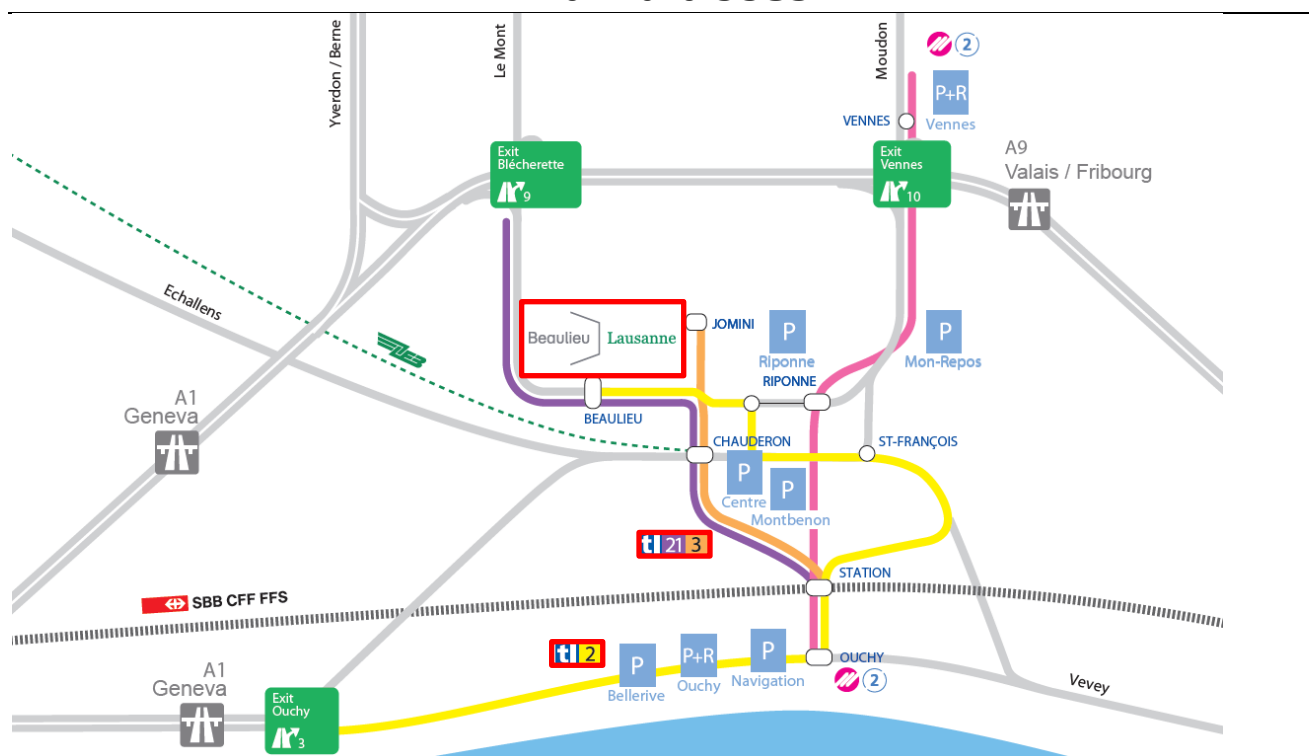 Yverdon / Berne
Le Mont
Moudon
2
P+R
Vennes
VENNES
Exit
Blécherette
9
Exit
Vennes
10
A9
Valais / Fribourg
Echallens
LEB
Beaulieu
Lausanne
JOMINI
P
Riponne
P
Mon-Repos
RIPONNE
A1
Geneva
BEAULIEU
CHAUDERON
ST-FRANÇOIS
P
Centre
P
Montbenon
tl 21 3
STATION
SBB CFF FFS
tl 2
P
Bellerive
P+R
Ouchy
P
Navigation
OUCHY
2
Vevey
A1
Geneva
Exit
Ouchy
3